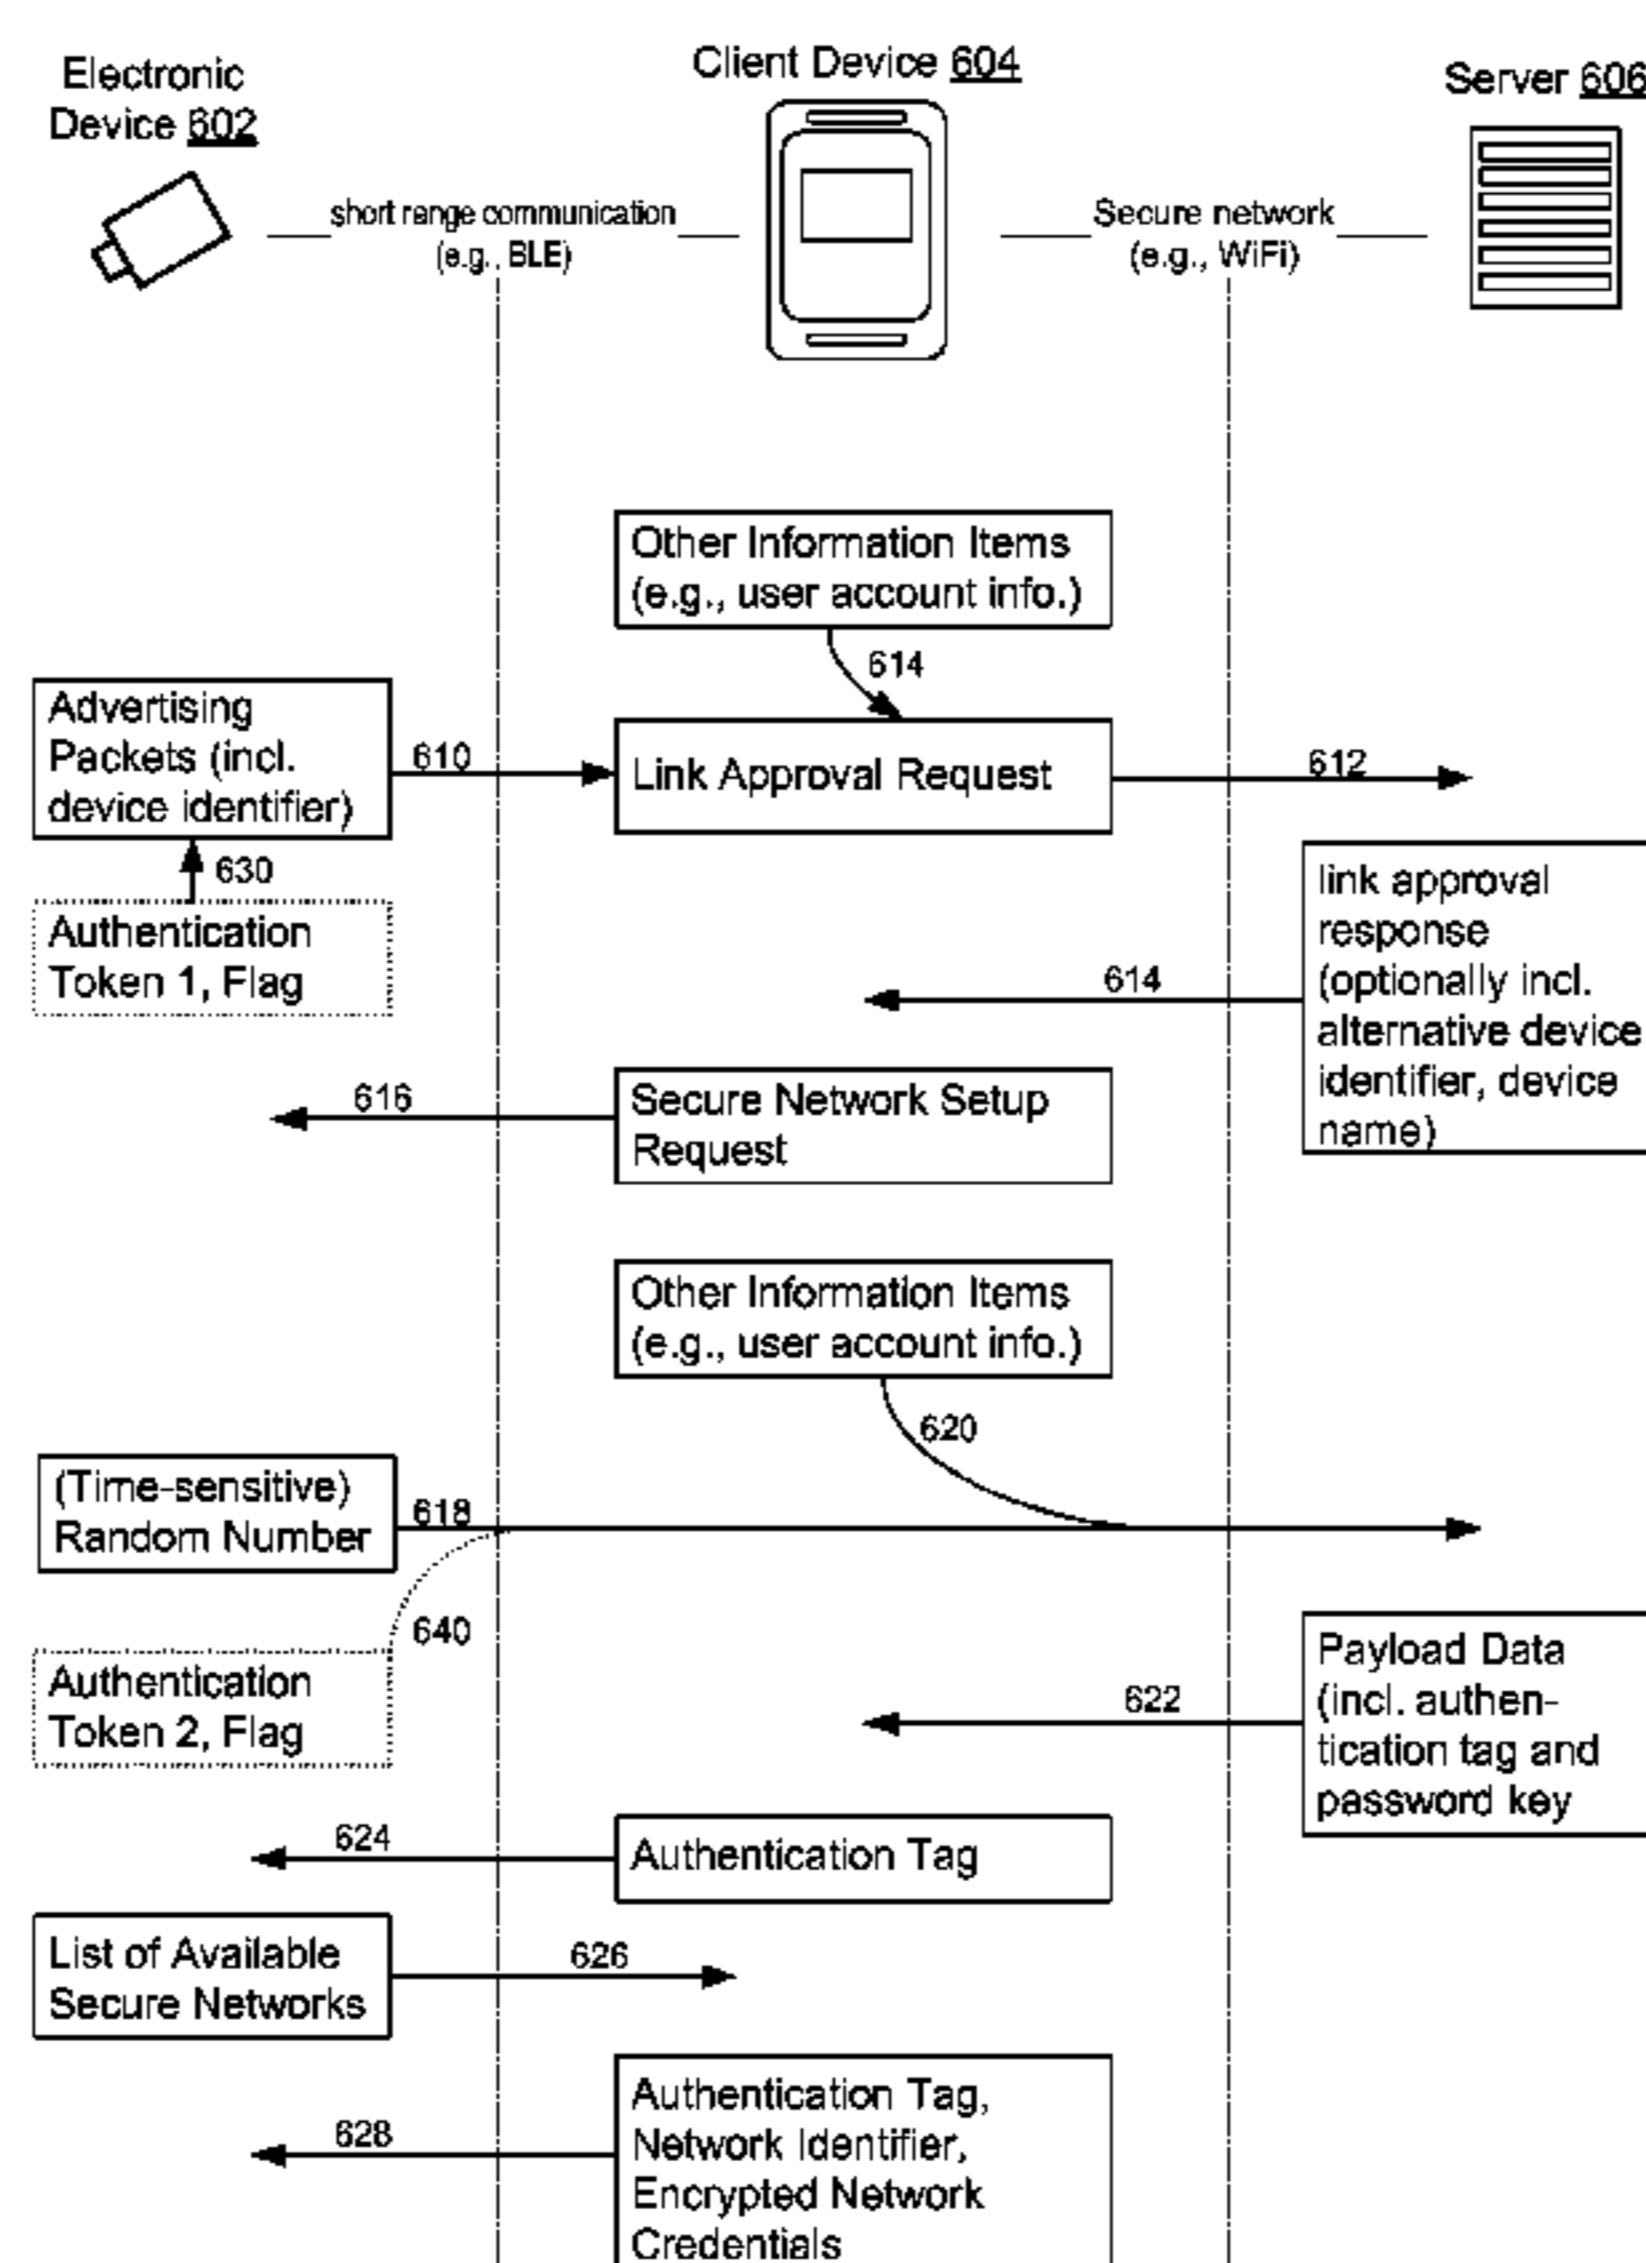 Electronic
Device 602
Client Device 604
Server 606
short range communication
(e.g., BLE)
Secure network
(e.g., WiFi)
Other Information Items
(e.g., user account info.)
614
Advertising
Packets (incl.
device identifier)
610
Link Approval Request
612
630
Authentication
Token 1, Flag
link approval
response
(optionally incl.
alternative device
identifier, device
name)
614
616
Secure Network Setup
Request
Other Information Items
(e.g., user account info.)
620
(Time-sensitive)
Random Number
618
640
Authentication
Token 2, Flag
Payload Data
(incl. authen-
tication tag and
password key
622
624
Authentication Tag
List of Available
Secure Networks
626
628
Authentication Tag,
Network Identifier,
Encrypted Network
Credentials